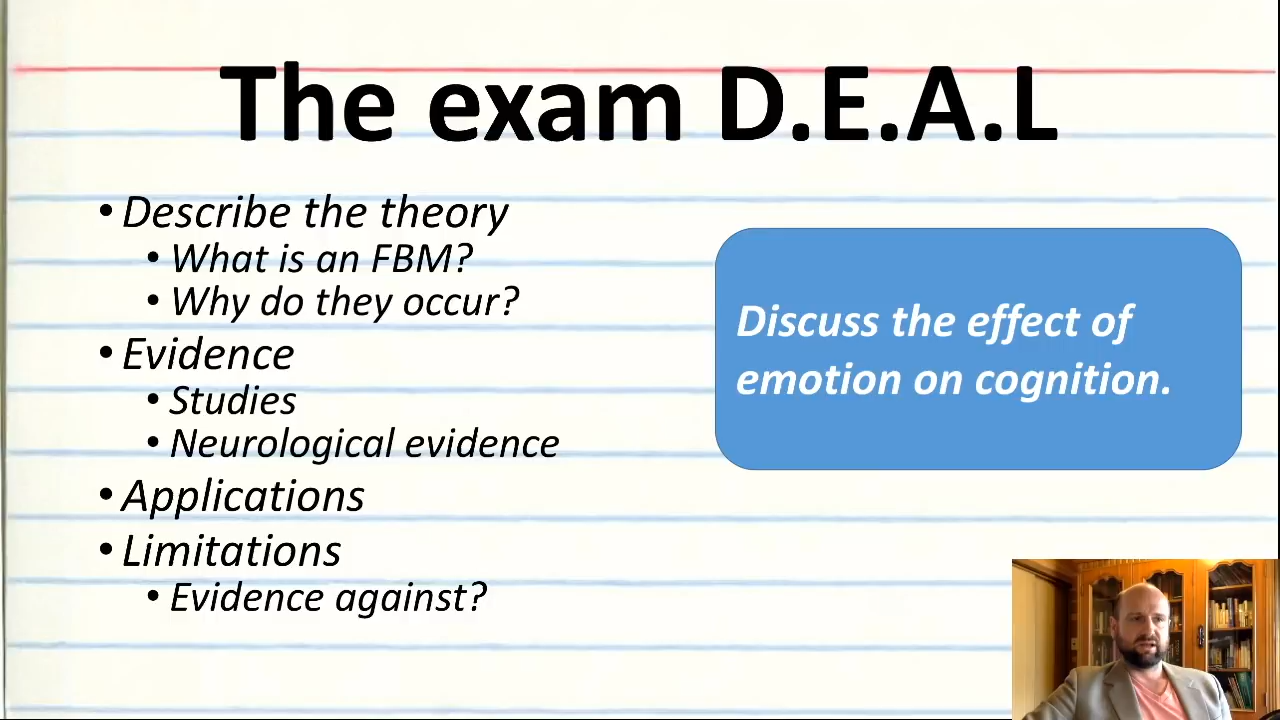 The exam D.E.A.L
• Describe the theory
• What is an FBM?
• Why do they occur?
• Evidence
• Studies
• Neurological evidence
• Applications
• Limitations
• Evidence against?
Discuss the effect of
emotion on cognition.